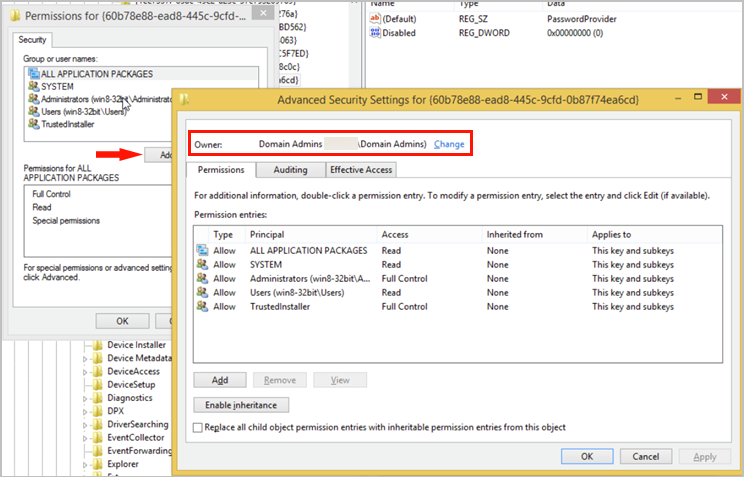 Permissions for {60b78e88-ead8-445c-9cfd-...
Security
Group or user names:
ALL APPLICATION PACKAGES
SYSTEM
Administrators (win8-32bit\Administrato
Users (win8-32bit\Users)
TrustedInstaller
Permissions for ALL
APPLICATION PACKAGES
Full Control
Read
Special permissions
For special permissions or advanced setting
click Advanced.
OK
276a}
BD562}
4063}
C5F7ED}
8c0c}
a6cd}
Name Type Data
(Default) REG_SZ PasswordProvider
Disabled REG_DWORD 0x00000000 (0)
Advanced Security Settings for {60b78e88-ead8-445c-9cfd-0b87f74ea6cd}
Owner: Domain Admins \Domain Admins) Change
Permissions Auditing Effective Access
For additional information, double-click a permission entry. To modify a permission entry, select the entry and click Edit (if available).
Permission entries:
Type Principal Access Inherited from Applies to
Allow ALL APPLICATION PACKAGES Read None This key and subkeys
Allow SYSTEM Read None This key and subkeys
Allow Administrators (win8-32bit\A... Full Control None This key and subkeys
Allow Users (win8-32bit\Users) Read None This key and subkeys
Allow TrustedInstaller Full Control None This key and subkeys
Add Remove View
Enable inheritance
Replace all child object permission entries with inheritable permission entries from this object
OK Cancel Apply
Device Installer
Device Metadata
DeviceAccess
DeviceSetup
Diagnostics
DPX
DriverSearching
EventCollector
EventForwarding
Explorer